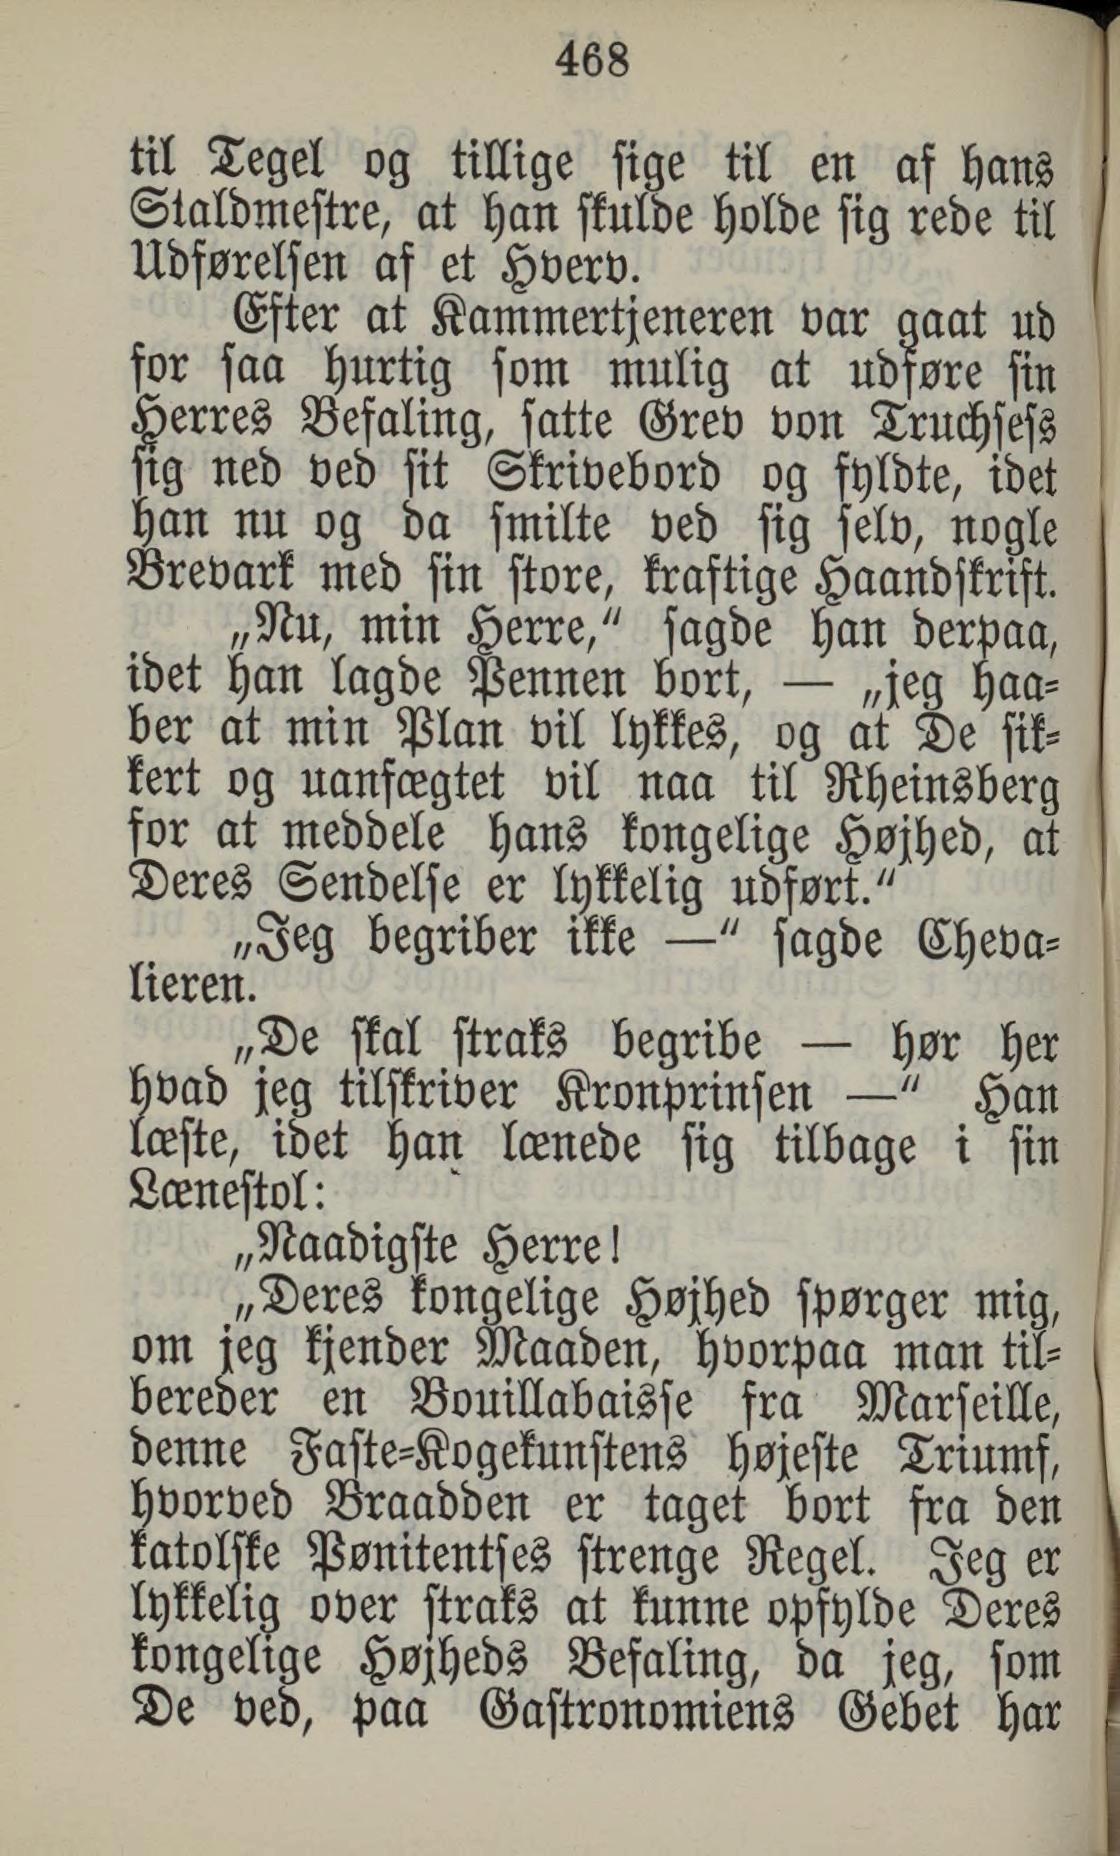 468
til Tegel og tillige sige til en af hans
Staldmestre, at han skulde holde sig rede til
Udførelsen af et Hverv.
Efter at Kammertjeneren var gaat ud
for saa hurtig som mulig at udføre sin
Herres Befaling, satte Grev von Truchsess
sig ned ved sit Skrivebord og fyldte, idet
han nu og da smilte ved sig selv, nogle
Brevark med sin store, kraftige Haandskrift.
„Nu, min Herre,“ sagde han derpaa,
idet han lagde Pennen bort, — „jeg haa=
ber at min Plan vil lykkes, og at De sik=
kert og uanfægtet vil naa til Rheinsberg
for at meddele hans kongelige Højhed, at
Deres Sendelse er lykkelig udført.“
„Jeg begriber ikke —“ sagde Cheva=
lieren.
„De skal straks begribe — hør her
hvad jeg tilskriver Kronprinsen —“ Han
læste, idet han lænede sig tilbage i sin
Lænestol:
„Naadigste Herre!
„Deres kongelige Højhed spørger mig,
om jeg kjender Maaden, hvorpaa man til=
bereder en Bouillabaisse fra Marseille,
denne Faste=Kogekunstens højeste Triumf,
hvorved Braadden er taget bort fra den
katolske Pønitentses strenge Regel. Jeg er
lykkelig over straks at kunne opfylde Deres
kongelige Højheds Befaling, da jeg, som
De ved, paa Gastronomiens Gebet har